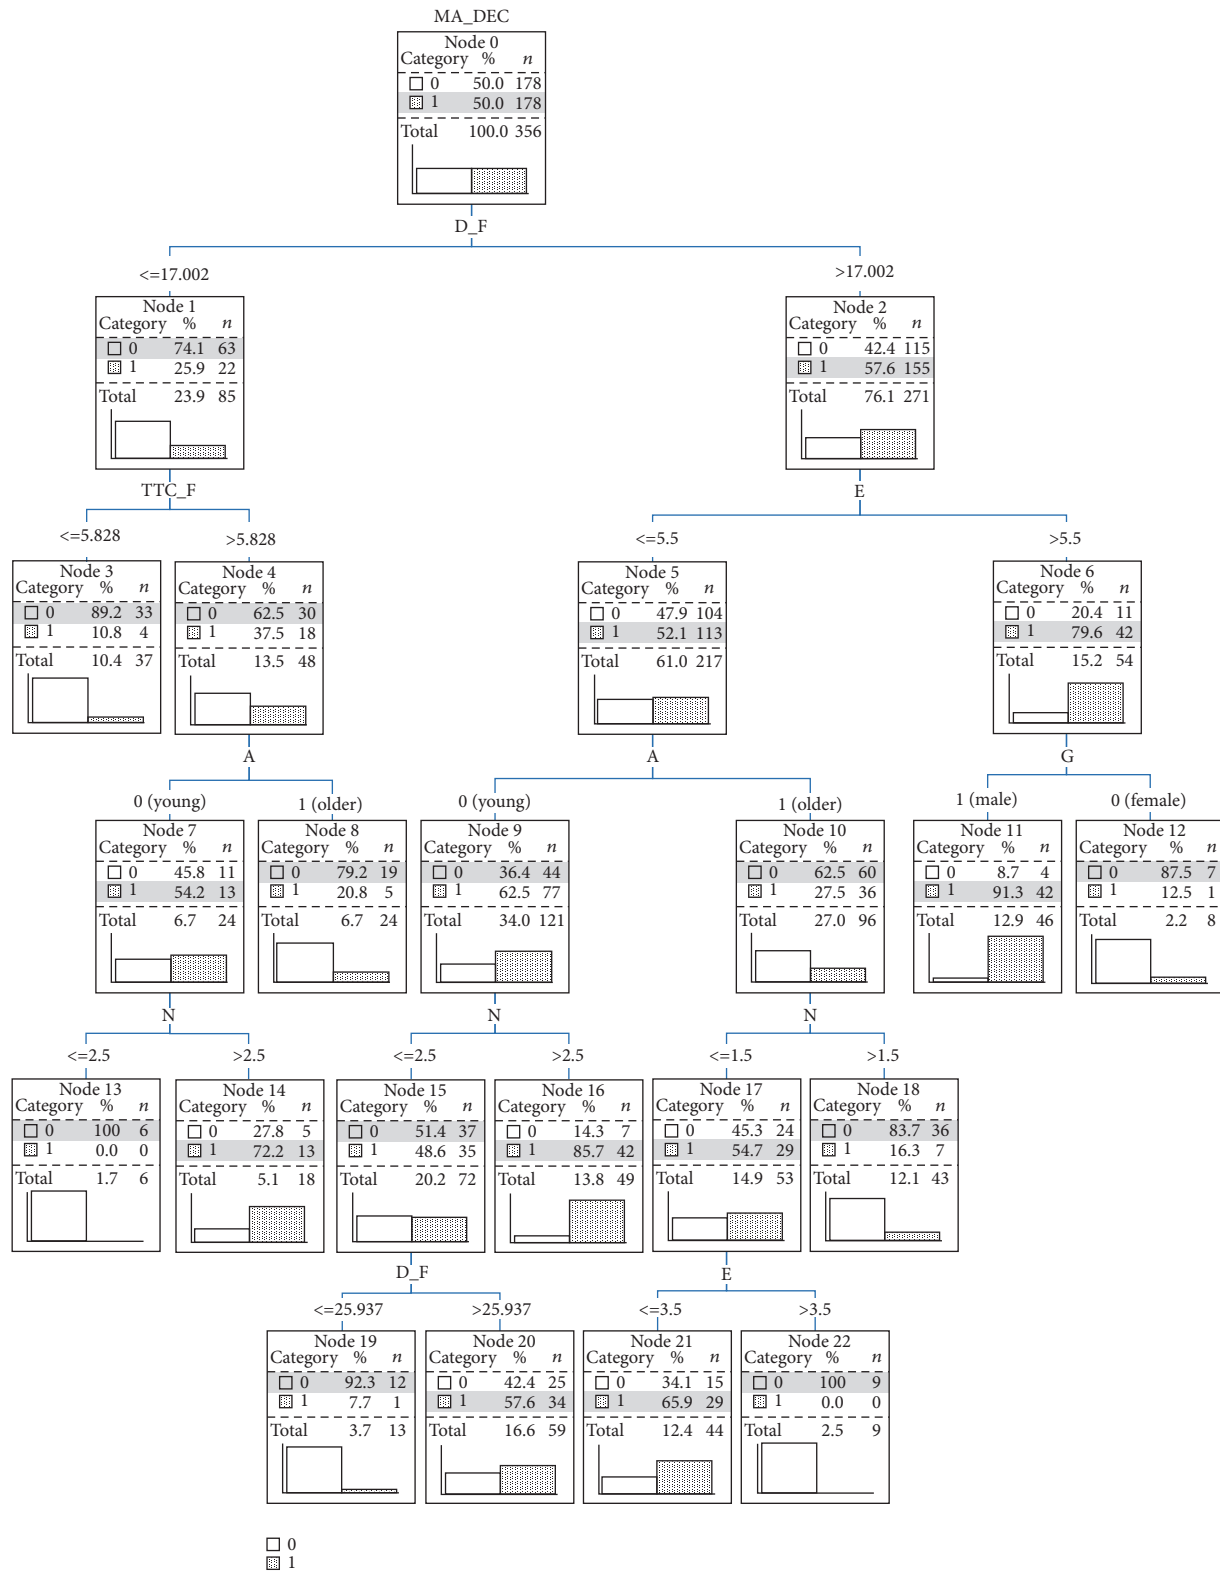 MA_DEC
Node 0
Category % n
0 50.0 178
1 50.0 178
Total 100.0 356
D_F
<=17.002
>17.002
Node 1
Category % n
0 74.1 63
1 25.9 22
Total 23.9 85
Node 2
Category % n
0 42.4 115
1 57.6 155
Total 76.1 271
TTC_F
E
<=5.828
>5.828
<=5.5
>5.5
Node 3
Category % n
0 89.2 33
1 10.8 4
Total 10.4 37
Node 4
Category % n
0 62.5 30
1 37.5 18
Total 13.5 48
Node 5
Category % n
0 47.9 104
1 52.1 113
Total 61.0 217
Node 6
Category % n
0 20.4 11
1 79.6 42
Total 15.2 54
A
A
G
0 (young)
1 (older)
0 (young)
1 (older)
1 (male)
0 (female)
Node 7
Category % n
0 45.8 11
1 54.2 13
Total 6.7 24
Node 8
Category % n
0 79.2 19
1 20.8 5
Total 6.7 24
Node 9
Category % n
0 36.4 44
1 62.5 77
Total 34.0 121
Node 10
Category % n
0 62.5 60
1 27.5 36
Total 27.0 96
Node 11
Category % n
0 8.7 4
1 91.3 42
Total 12.9 46
Node 12
Category % n
0 87.5 7
1 12.5 1
Total 2.2 8
N
N
N
<=2.5
>2.5
<=2.5
>2.5
<=1.5
>1.5
Node 13
Category % n
0 100 6
1 0.0 0
Total 1.7 6
Node 14
Category % n
0 27.8 5
1 72.2 13
Total 5.1 18
Node 15
Category % n
0 51.4 37
1 48.6 35
Total 20.2 72
Node 16
Category % n
0 14.3 7
1 85.7 42
Total 13.8 49
Node 17
Category % n
0 45.3 24
1 54.7 29
Total 14.9 53
Node 18
Category % n
0 83.7 36
1 16.3 7
Total 12.1 43
D_F
E
<=25.937
>25.937
<=3.5
>3.5
Node 19
Category % n
0 92.3 12
1 7.7 1
Total 3.7 13
Node 20
Category % n
0 42.4 25
1 57.6 34
Total 16.6 59
Node 21
Category % n
0 34.1 15
1 65.9 29
Total 12.4 44
Node 22
Category % n
0 100 9
1 0.0 0
Total 2.5 9
0
1